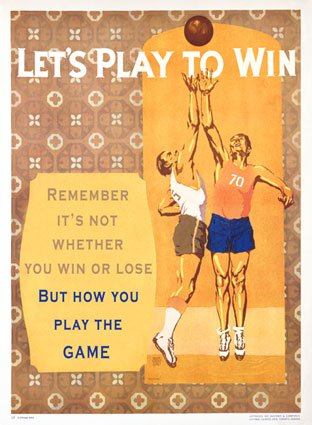 LET'S PLAY TO WIN
70
REMEMBER
IT'S NOT
WHETHER
YOU WIN OR LOSE
BUT HOW YOU
PLAY THE
GAME